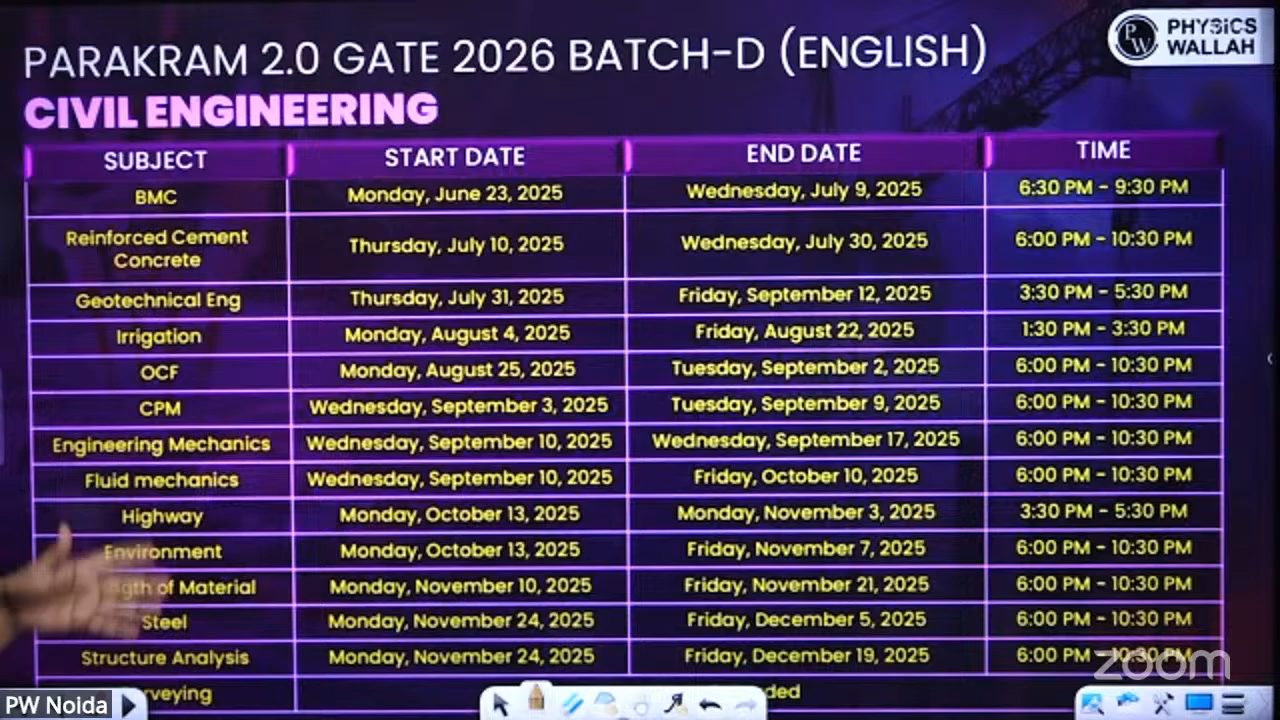 PARAKRAM 2.0 GATE 2026 BATCH-D (ENGLISH)
PHYSICS
WALLAH
PW
CIVIL ENGINEERING
SUBJECT START DATE END DATE TIME
BMC Monday, June 23, 2025 Wednesday, July 9, 2025 6:30 PM - 9:30 PM
Reinforced Cement
Concrete Thursday, July 10, 2025 Wednesday, July 30, 2025 6:00 PM - 10:30 PM
Geotechnical Eng Thursday, July 31, 2025 Friday, September 12, 2025 3:30 PM - 5:30 PM
Irrigation Monday, August 4, 2025 Friday, August 22, 2025 1:30 PM - 3:30 PM
OCF Monday, August 25, 2025 Tuesday, September 2, 2025 6:00 PM - 10:30 PM
CPM Wednesday, September 3, 2025 Tuesday, September 9, 2025 6:00 PM - 10:30 PM
Engineering Mechanics Wednesday, September 10, 2025 Wednesday, September 17, 2025 6:00 PM - 10:30 PM
Fluid mechanics Wednesday, September 10, 2025 Friday, October 10, 2025 6:00 PM - 10:30 PM
Highway Monday, October 13, 2025 Monday, November 3, 2025 3:30 PM - 5:30 PM
Environment Monday, October 13, 2025 Friday, November 7, 2025 6:00 PM - 10:30 PM
of Material Monday, November 10, 2025 Friday, November 21, 2025 6:00 PM - 10:30 PM
Steel Monday, November 24, 2025 Friday, December 5, 2025 6:00 PM - 10:30 PM
Structure Analysis Monday, November 24, 2025 Friday, December 19, 2025 6:00 PM - 10:30 PM
zoom
PW Noida